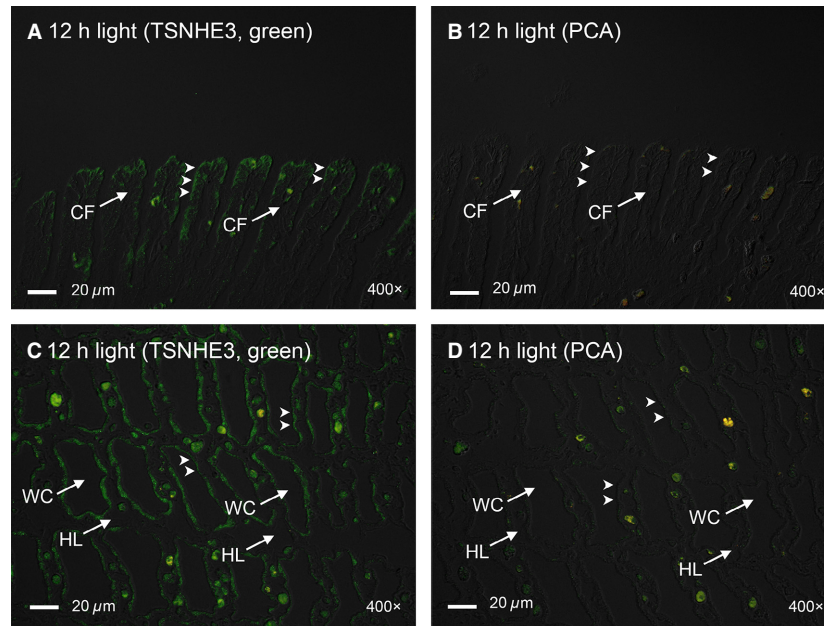 A 12 h light (TSNHE3, green)
CF
CF
20 µm
400×
B 12 h light (PCA)
CF
CF
20 µm
400×
C 12 h light (TSNHE3, green)
WC
WC
HL
HL
20 µm
400×
D 12 h light (PCA)
WC
WC
HL
HL
20 µm
400×